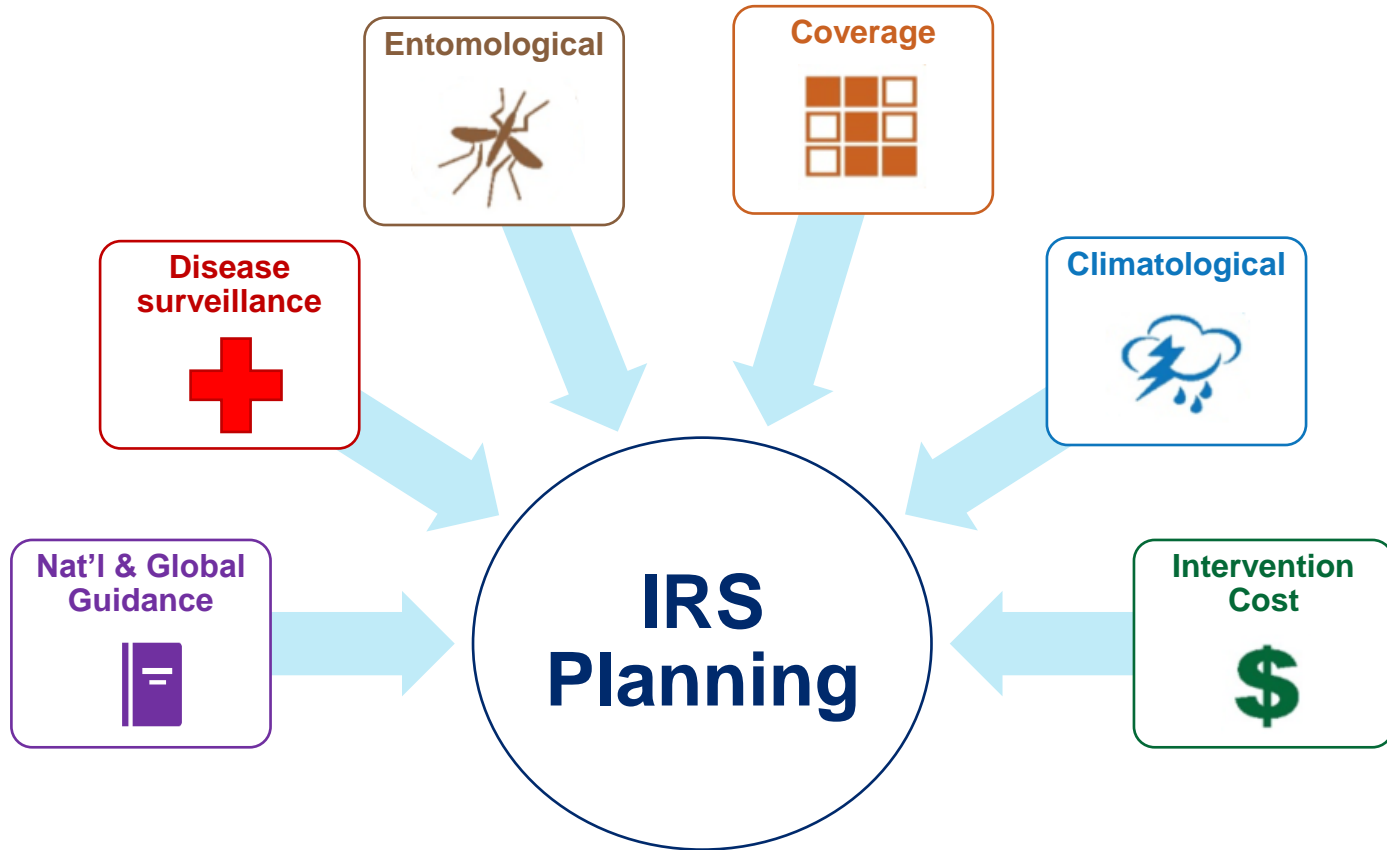 Entomological
Coverage
Disease
surveillance
Climatological
Nat’l & Global
Guidance
Intervention
Cost
$
IRS
Planning